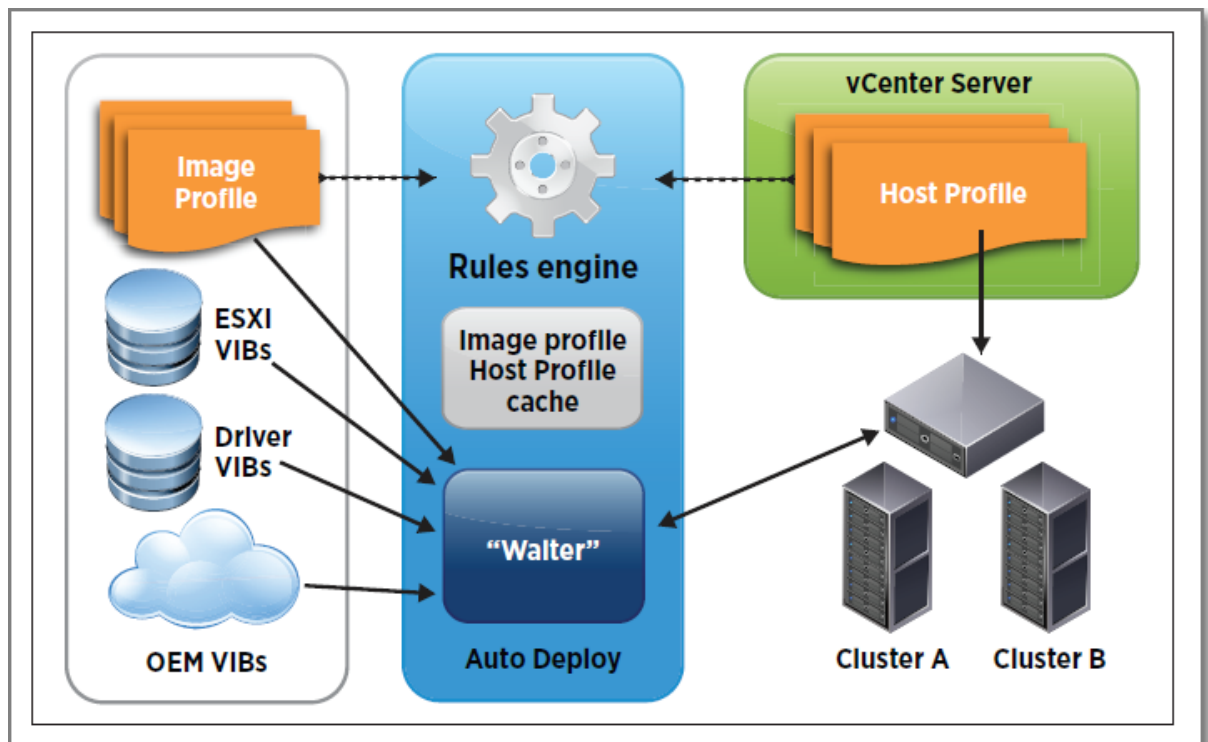 Image
Profile
ESXI
VIBs
Driver
VIBs
OEM VIBs
Rules engine
Image profile
Host Profile
cache
“Waiter”
Auto Deploy
vCenter Server
Host Profile
Cluster A
Cluster B